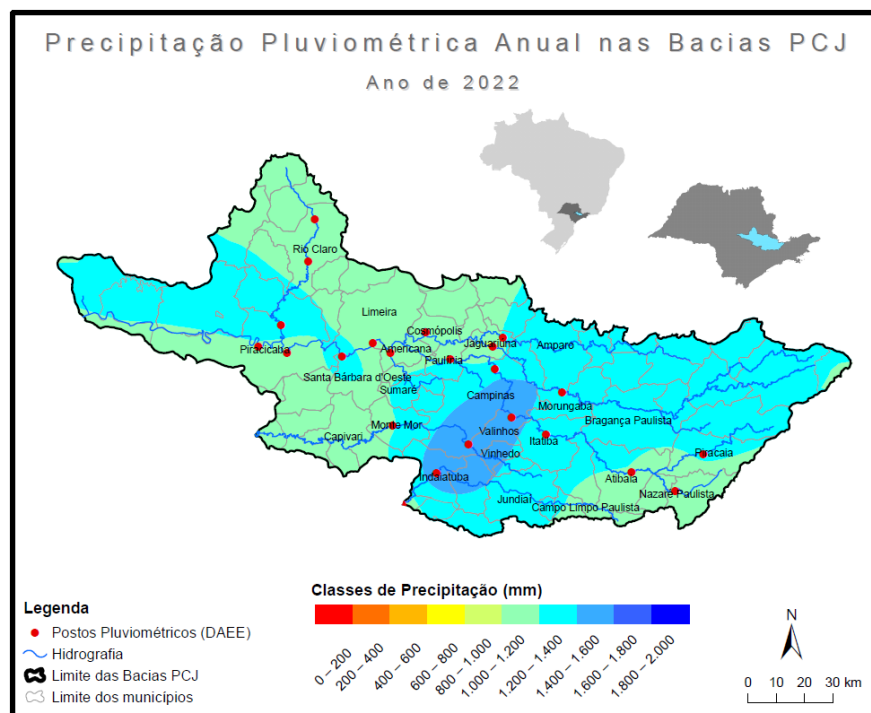 Precipitação Pluviométrica Anual nas Bacias PCJ
Ano de 2022
Rio Claro
Limeira
Cosmópolis
Piracicaba
Americana
Jaguariúna
Amparo
Paulínia
Santa Bárbara d'Oeste
Sumaré
Campinas
Morungaba
Bragança Paulista
Monte Mor
Capivari
Valinhos
Itatiba
Vinhedo
Piracaia
Indaiatuba
Atibaia
Nazaré Paulista
Jundiaí
Campo Limpo Paulista
Legenda
Postos Pluviométricos (DAEE)
Hidrografia
Limite das Bacias PCJ
Limite dos municípios
Classes de Precipitação (mm)
0 – 200
200 – 400
400 – 600
600 – 800
800 – 1.000
1.000 – 1.200
1.200 – 1.400
1.400 – 1.600
1.600 – 1.800
1.800 – 2.000
N
0 10 20 30 km